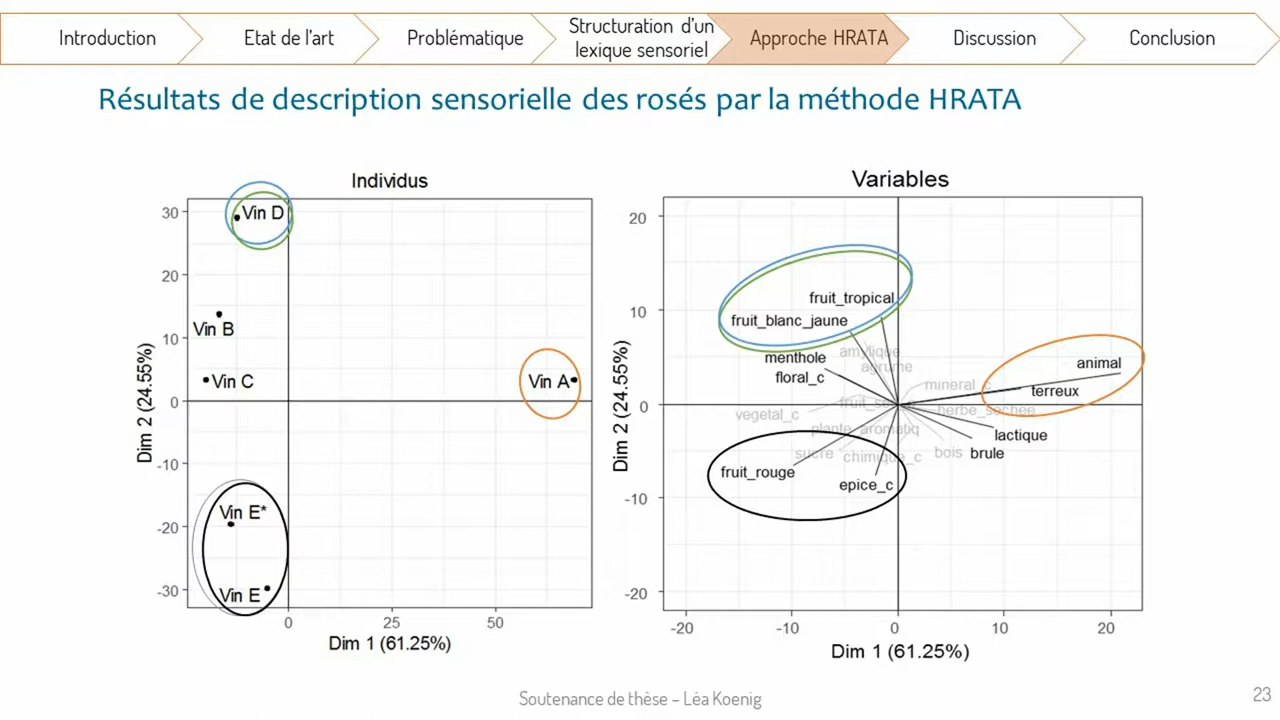 Introduction
Etat de l'art
Problématique
Structuration d'un
lexique sensoriel
Approche HRATA
Discussion
Conclusion
Résultats de description sensorielle des rosés par la méthode HRATA
Individus
Dim 2 (24.55%)
30
20
10
0
-10
-20
-30
Vin D
Vin B
Vin C
Vin A
Vin E*
Vin E
0
25
50
Dim 1 (61.25%)
Variables
Dim 2 (24.55%)
20
10
0
-10
-20
fruit_tropical
fruit_blanc_jaune
amylique
menthole
agrume
animal
floral_c
mineral_c
terreux
herbe_sechee
vegetal_c
plante_aromatiq
lactique
sucre
chimique_c
bois
brule
fruit_rouge
epice_c
-20
-10
0
10
20
Dim 1 (61.25%)
Soutenance de thèse – Léa Koenig
23